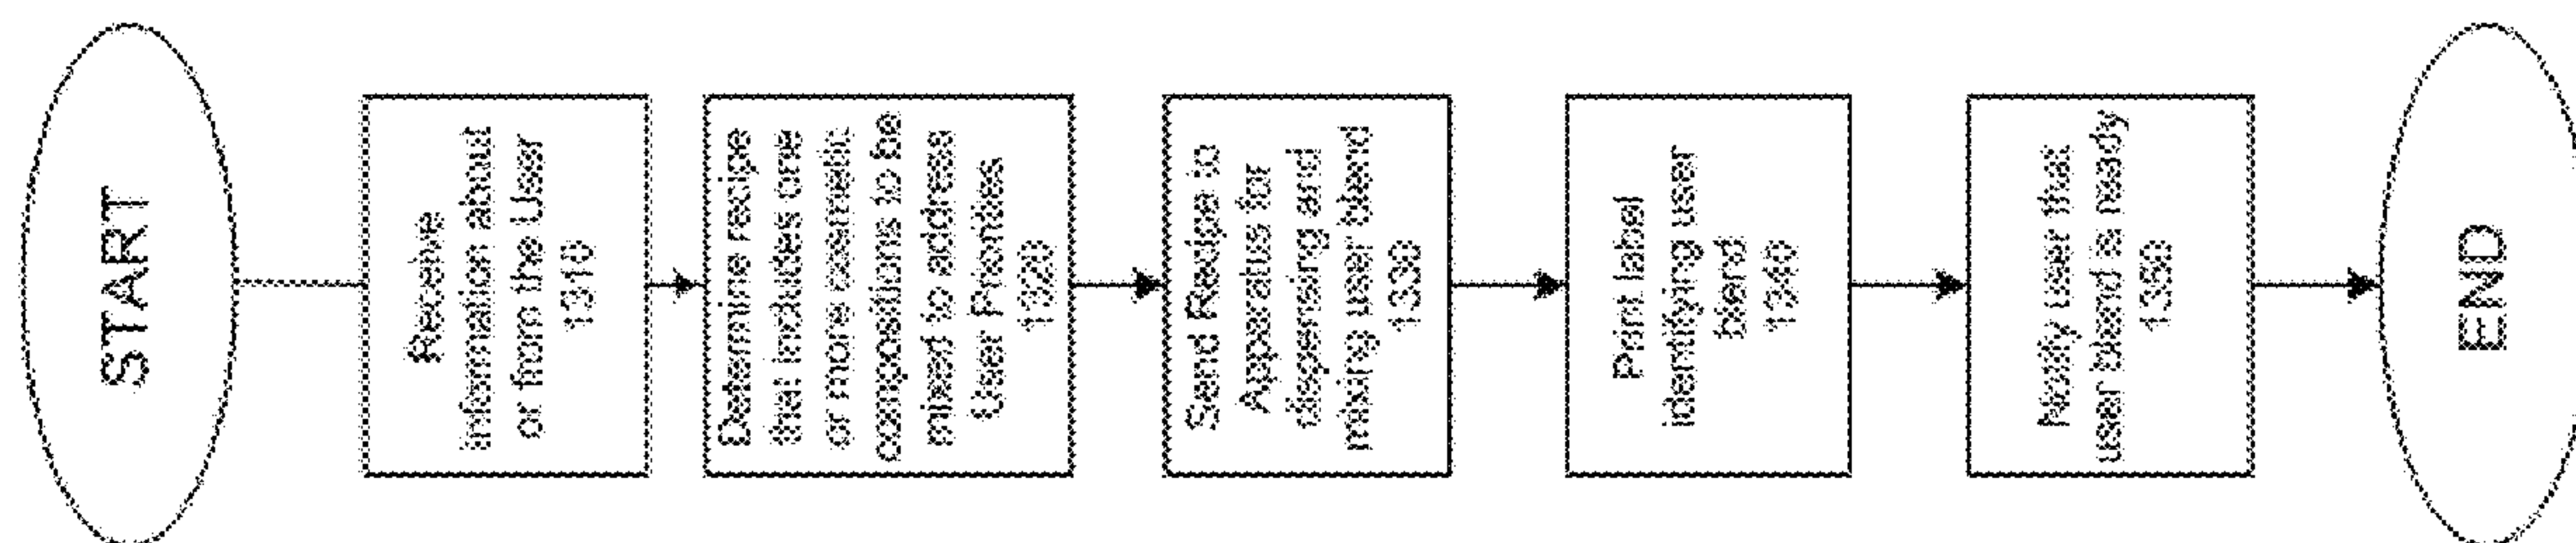 START
Receive
information about
or from the User
1310
Determine recipe
that includes one
or more cosmetic
compositions to be
mixed to address
User Priorities
1320
Send Recipe to
Apparatus for
dispensing and
mixing user blend
1330
Print label
identifying user
blend
1340
Notify user that
user blend is ready
1350
END